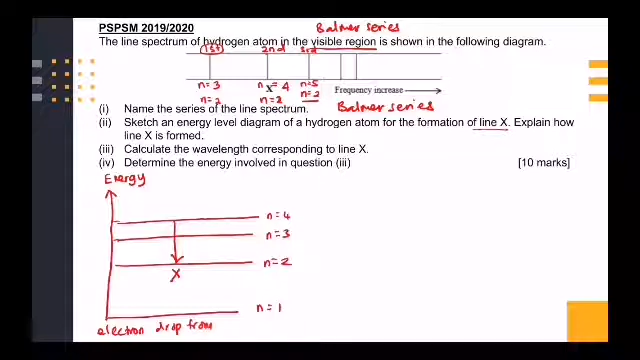 Balmer series
PSPSM 2019/2020
The line spectrum of hydrogen atom in the visible region is shown in the following diagram.
1st 2nd 3rd
n=3 n=4 n=5
X
n=2 n=2 n=2
Frequency increase
Balmer series
(i) Name the series of the line spectrum.
(ii) Sketch an energy level diagram of a hydrogen atom for the formation of line X. Explain how
line X is formed.
(iii) Calculate the wavelength corresponding to line X.
(iv) Determine the energy involved in question (iii) [10 marks]
Energy
n=4
n=3
n=2
X
n=1
electron drop from